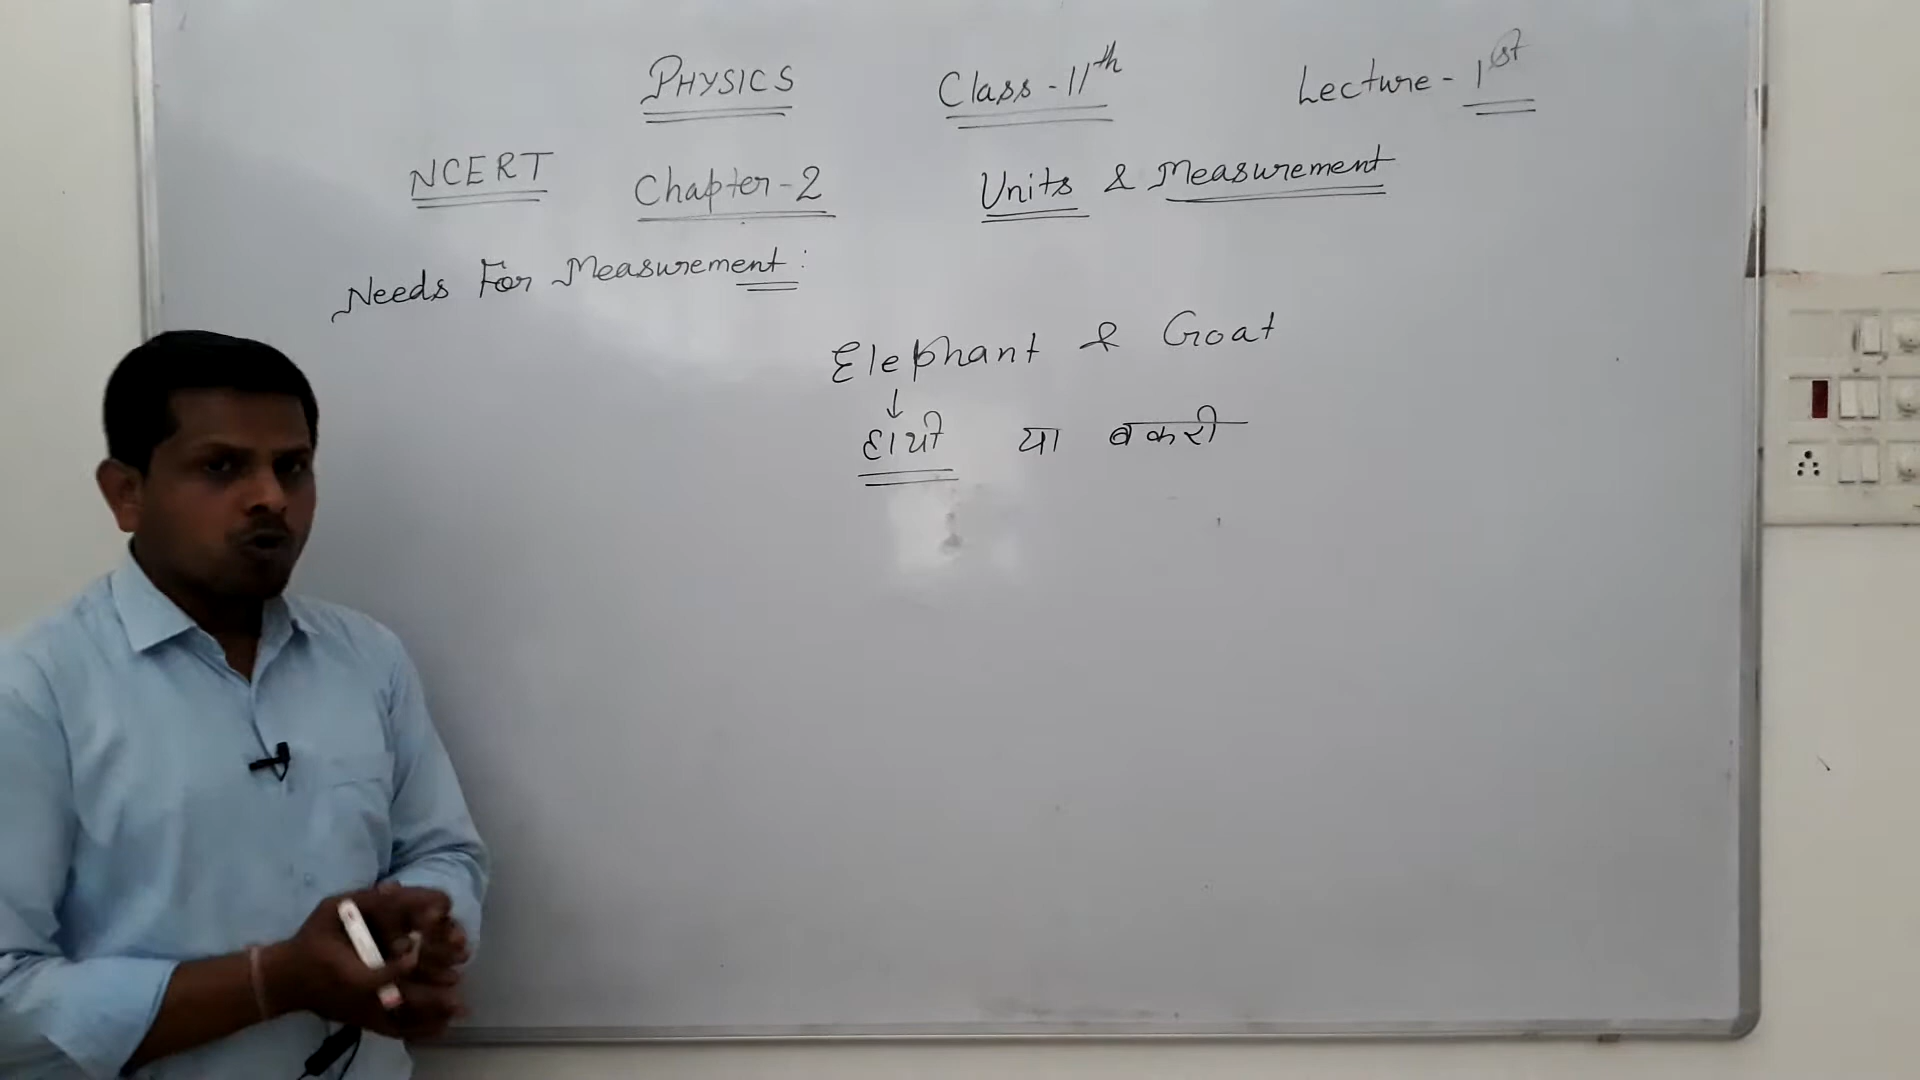 PHYSICS Class - 11th Lecture - 1st
NCERT Chapter - 2 Units & Measurement
Needs For Measurement :
Elephant & Goat
↓
हाथी या बकरी